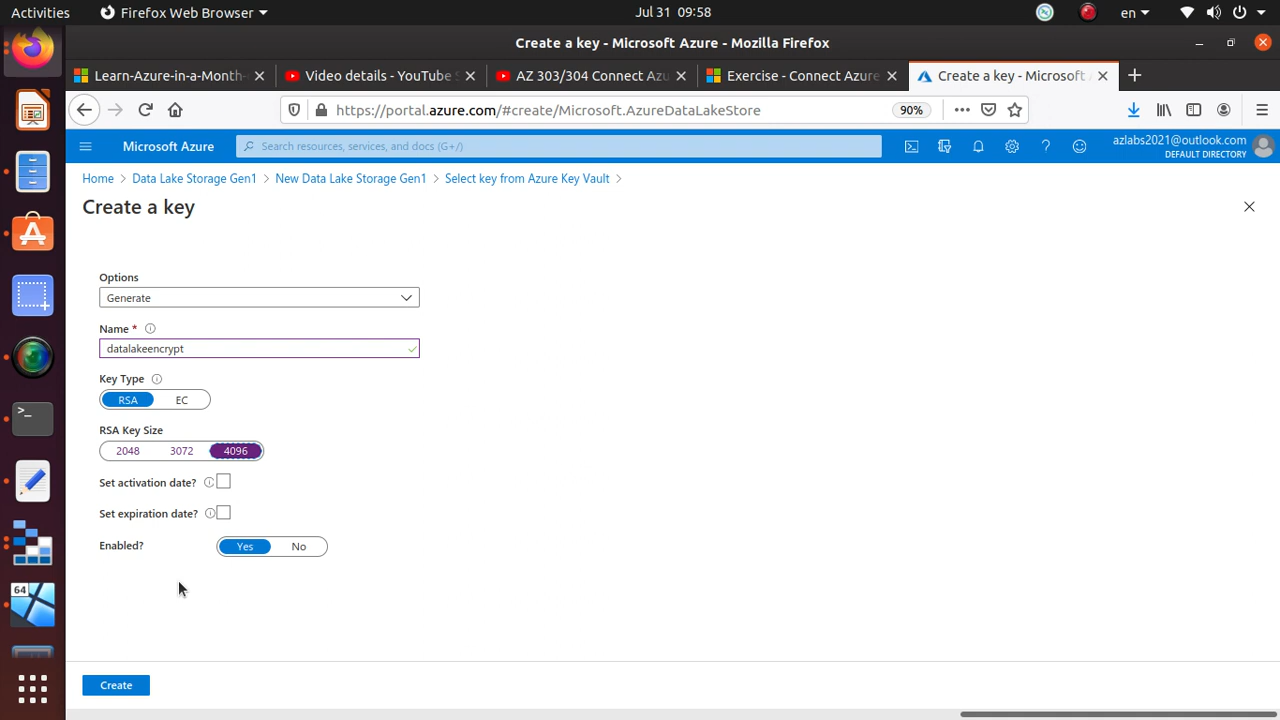 Activities
Firefox Web Browser
Jul 31 09:58
en
Create a key - Microsoft Azure - Mozilla Firefox
Learn-Azure-in-a-Month-
Video details - YouTube S
AZ 303/304 Connect Azu
Exercise - Connect Azure
Create a key - Microsoft A
https://portal.azure.com/#create/Microsoft.AzureDataLakeStore
90%
Microsoft Azure
Search resources, services, and docs (G+/)
azlabs2021@outlook.com
DEFAULT DIRECTORY
Home
Data Lake Storage Gen1
New Data Lake Storage Gen1
Select key from Azure Key Vault
Create a key
Options
Generate
Name *
datalakeencrypt
Key Type
RSA
EC
RSA Key Size
2048
3072
4096
Set activation date?
Set expiration date?
Enabled?
Yes
No
64
Create